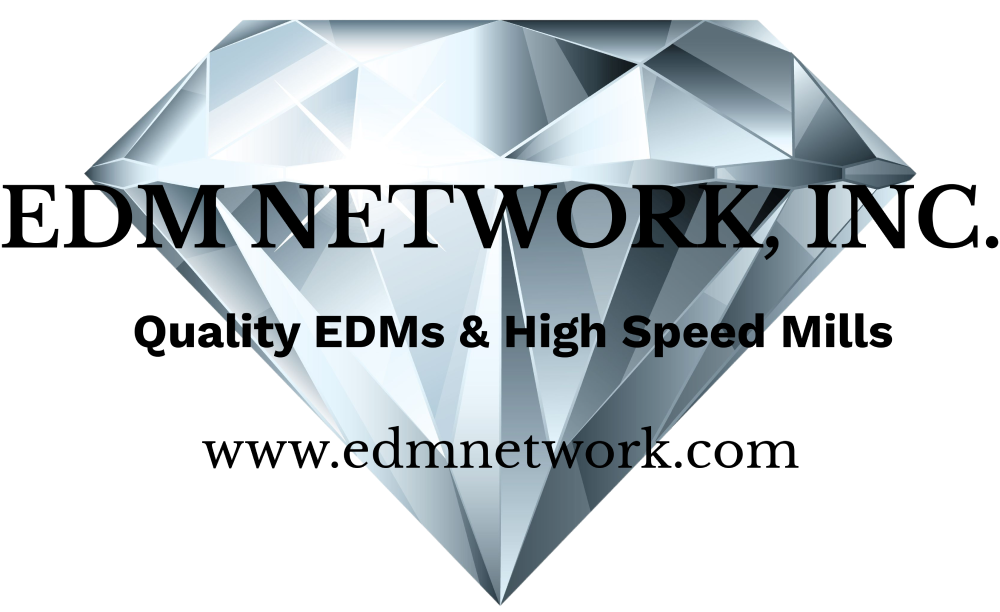 EDM NETWORK, INC.
Quality EDMs & High Speed Mills
www.edmnetwork.com